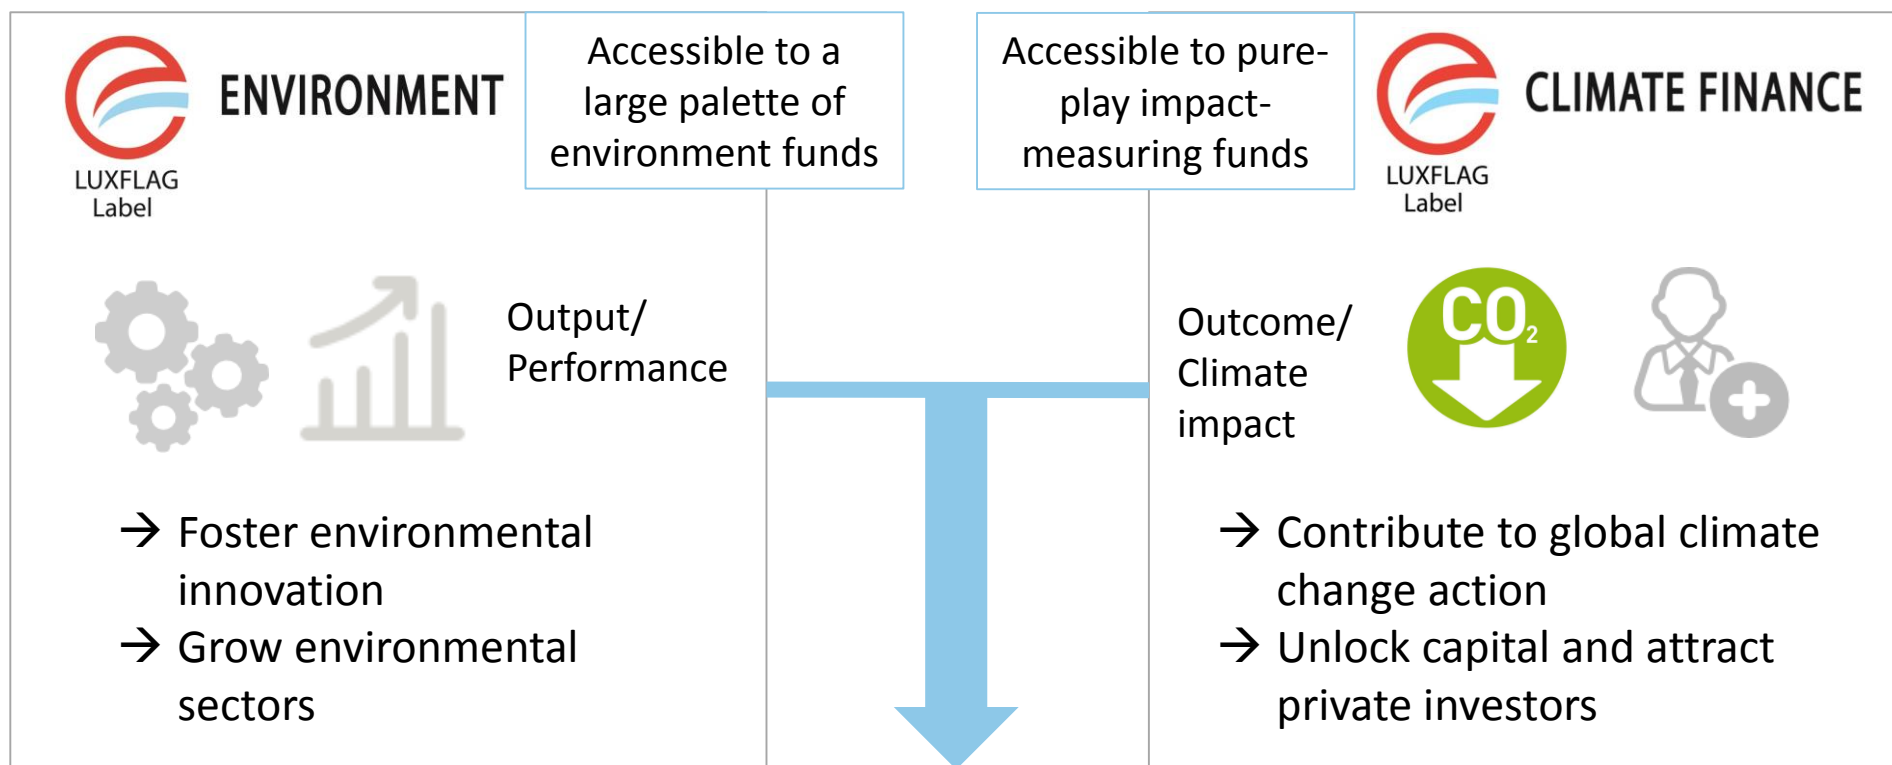 ENVIRONMENT
LUXFLAG
Label
Accessible to a
large palette of
environment funds
Output/
Performance
→ Foster environmental
innovation
→ Grow environmental
sectors
Accessible to pure-
play impact-
measuring funds
CLIMATE FINANCE
LUXFLAG
Label
Outcome/
Climate
impact
CO₂
→ Contribute to global climate
change action
→ Unlock capital and attract
private investors